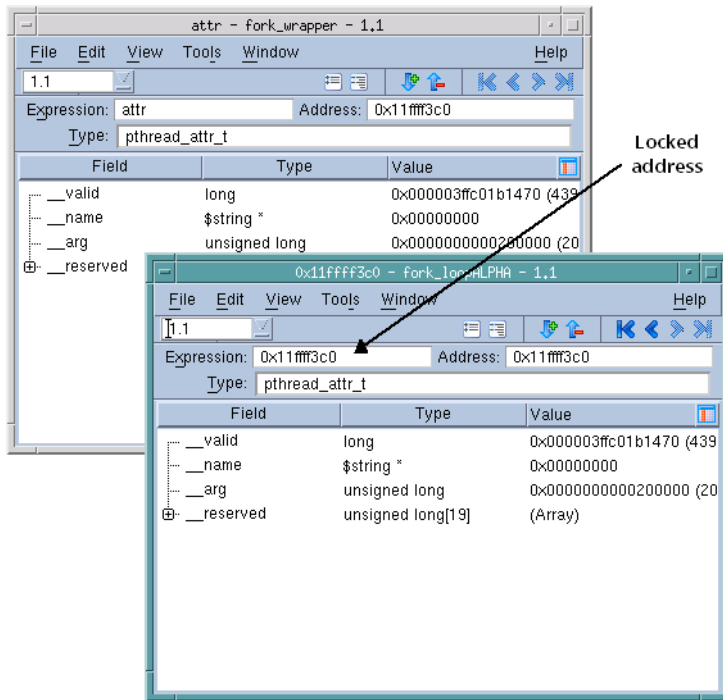 attr - fork_wrapper - 1.1
File Edit View Tools Window Help
1.1
Expression: attr Address: 0x11ffff3c0
Type: pthread_attr_t
Field Type Value
__valid long 0x000003ffc01b1470 (439
__name $string * 0x00000000
__arg unsigned long 0x0000000000200000 (20
__reserved
Locked
address
0x11ffff3c0 - fork_loopALPHA - 1.1
File Edit View Tools Window Help
1.1
Expression: 0x11ffff3c0 Address: 0x11ffff3c0
Type: pthread_attr_t
Field Type Value
__valid long 0x000003ffc01b1470 (439
__name $string * 0x00000000
__arg unsigned long 0x0000000000200000 (20
__reserved unsigned long[19] (Array)